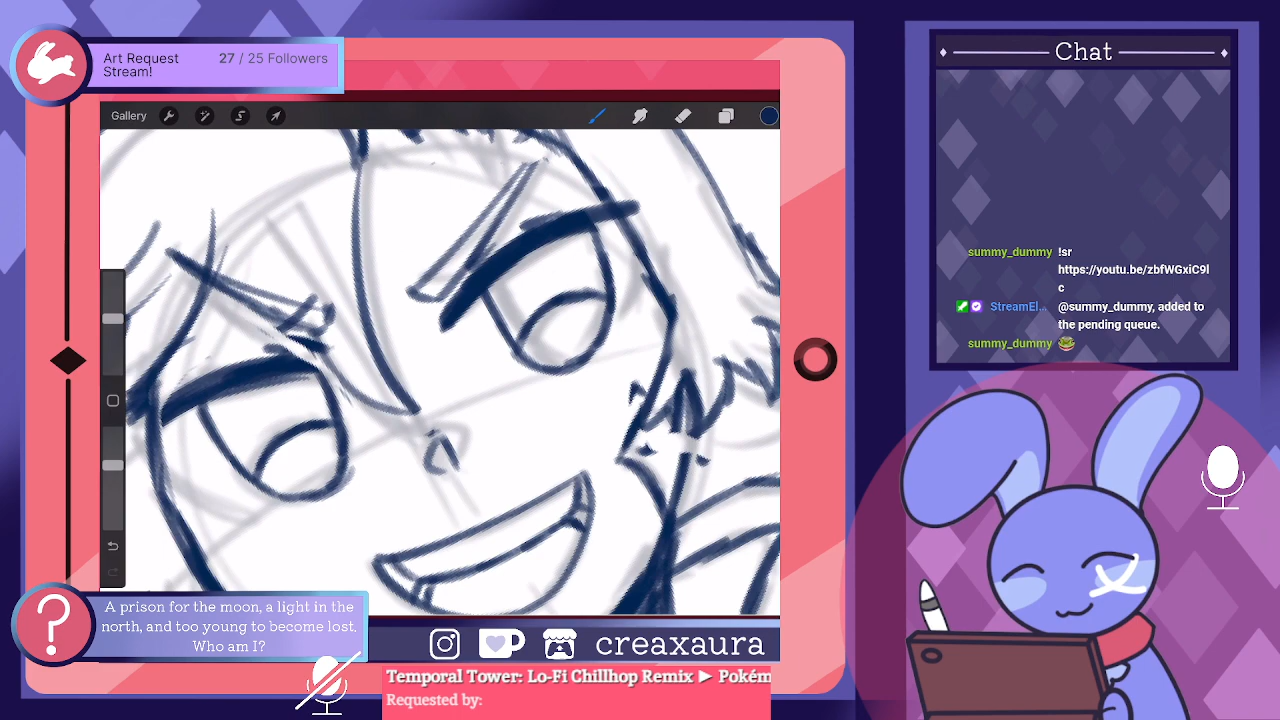 Art Request
Stream!
27 / 25 Followers
Gallery
Chat
summy_dummy !sr
https://youtu.be/zbfWGxiC9l
c
StreamEl... @summy_dummy, added to
the pending queue.
summy_dummy
A prison for the moon, a light in the
north, and too young to become lost.
Who am I?
creaxaura
Temporal Tower: Lo-Fi Chillhop Remix ► Pokém
Requested by: